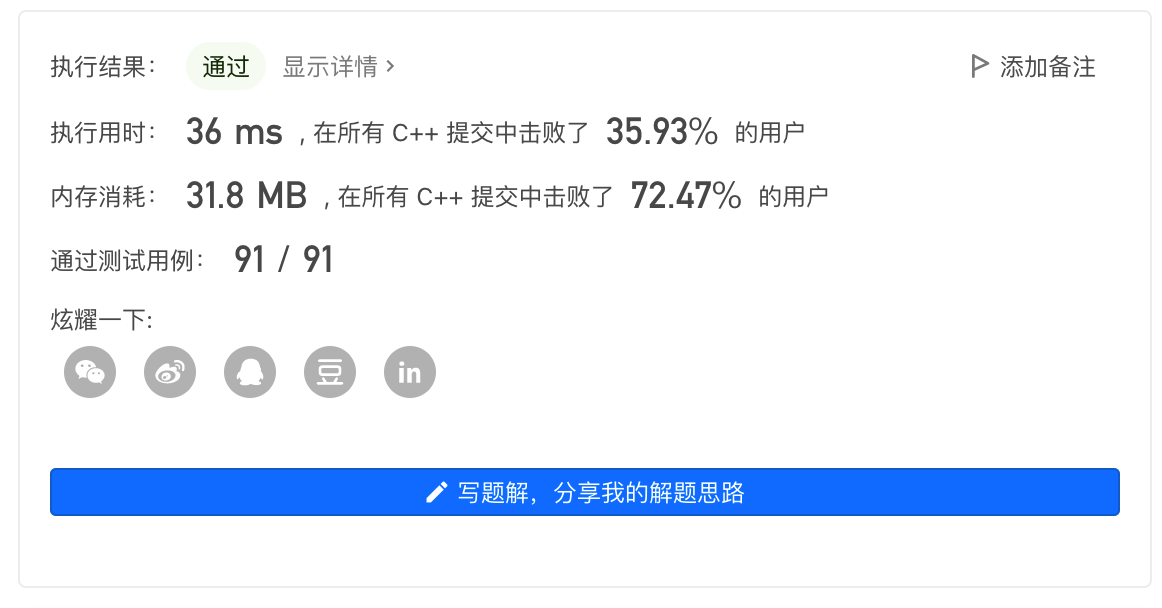 执行结果： 通过 显示详情 › 添加备注
执行用时： 36 ms , 在所有 C++ 提交中击败了 35.93% 的用户
内存消耗： 31.8 MB , 在所有 C++ 提交中击败了 72.47% 的用户
通过测试用例： 91 / 91
炫耀一下:
豆 in
写题解，分享我的解题思路